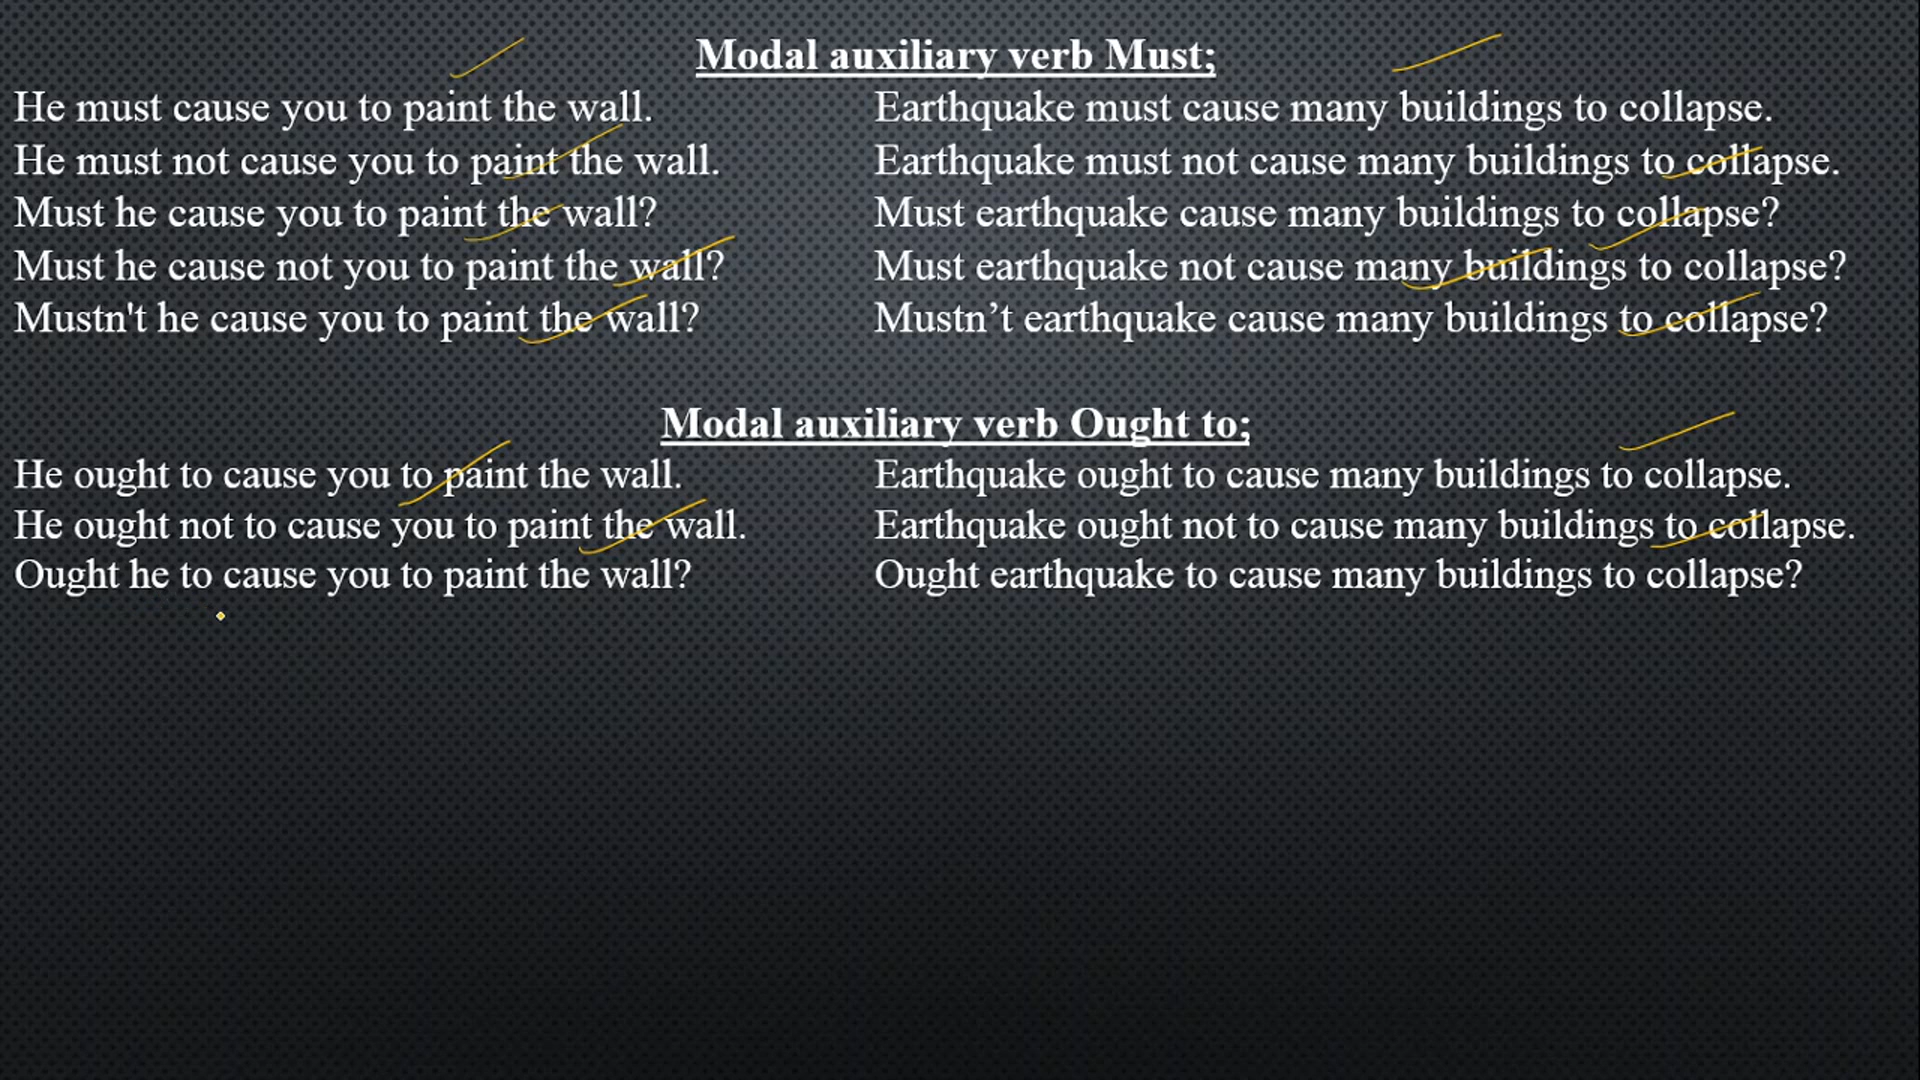 Modal auxiliary verb Must;
He must cause you to paint the wall.
Earthquake must cause many buildings to collapse.
He must not cause you to paint the wall.
Earthquake must not cause many buildings to collapse.
Must he cause you to paint the wall?
Must earthquake cause many buildings to collapse?
Must he cause not you to paint the wall?
Must earthquake not cause many buildings to collapse?
Mustn't he cause you to paint the wall?
Mustn’t earthquake cause many buildings to collapse?
Modal auxiliary verb Ought to;
He ought to cause you to paint the wall.
Earthquake ought to cause many buildings to collapse.
He ought not to cause you to paint the wall.
Earthquake ought not to cause many buildings to collapse.
Ought he to cause you to paint the wall?
Ought earthquake to cause many buildings to collapse?